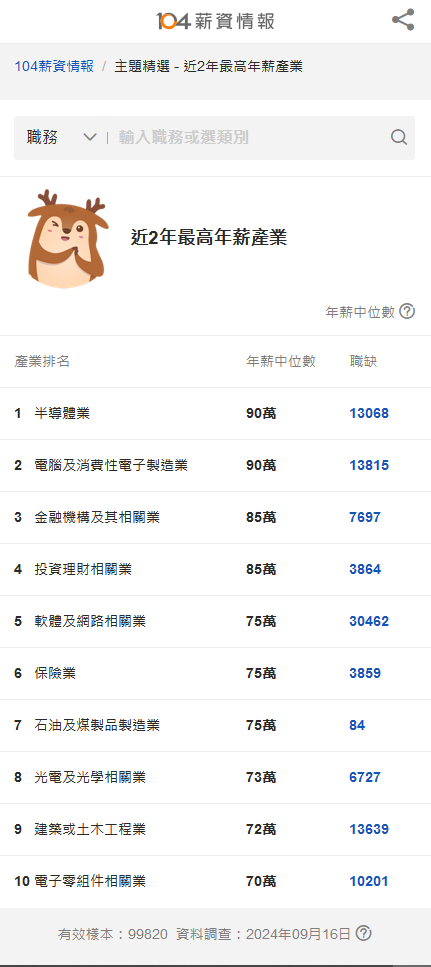 104薪資情報
104薪資情報 / 主題精選 - 近2年最高年薪產業
職務 | 輸入職務或選類別
近2年最高年薪產業
年薪中位數 ?
產業排名 年薪中位數 職缺
1 半導體業 90萬 13068
2 電腦及消費性電子製造業 90萬 13815
3 金融機構及其相關業 85萬 7697
4 投資理財相關業 85萬 3864
5 軟體及網路相關業 75萬 30462
6 保險業 75萬 3859
7 石油及煤製品製造業 75萬 84
8 光電及光學相關業 73萬 6727
9 建築或土木工程業 72萬 13639
10 電子零組件相關業 70萬 10201
有效樣本：99820 資料調查：2024年09月16日 ?